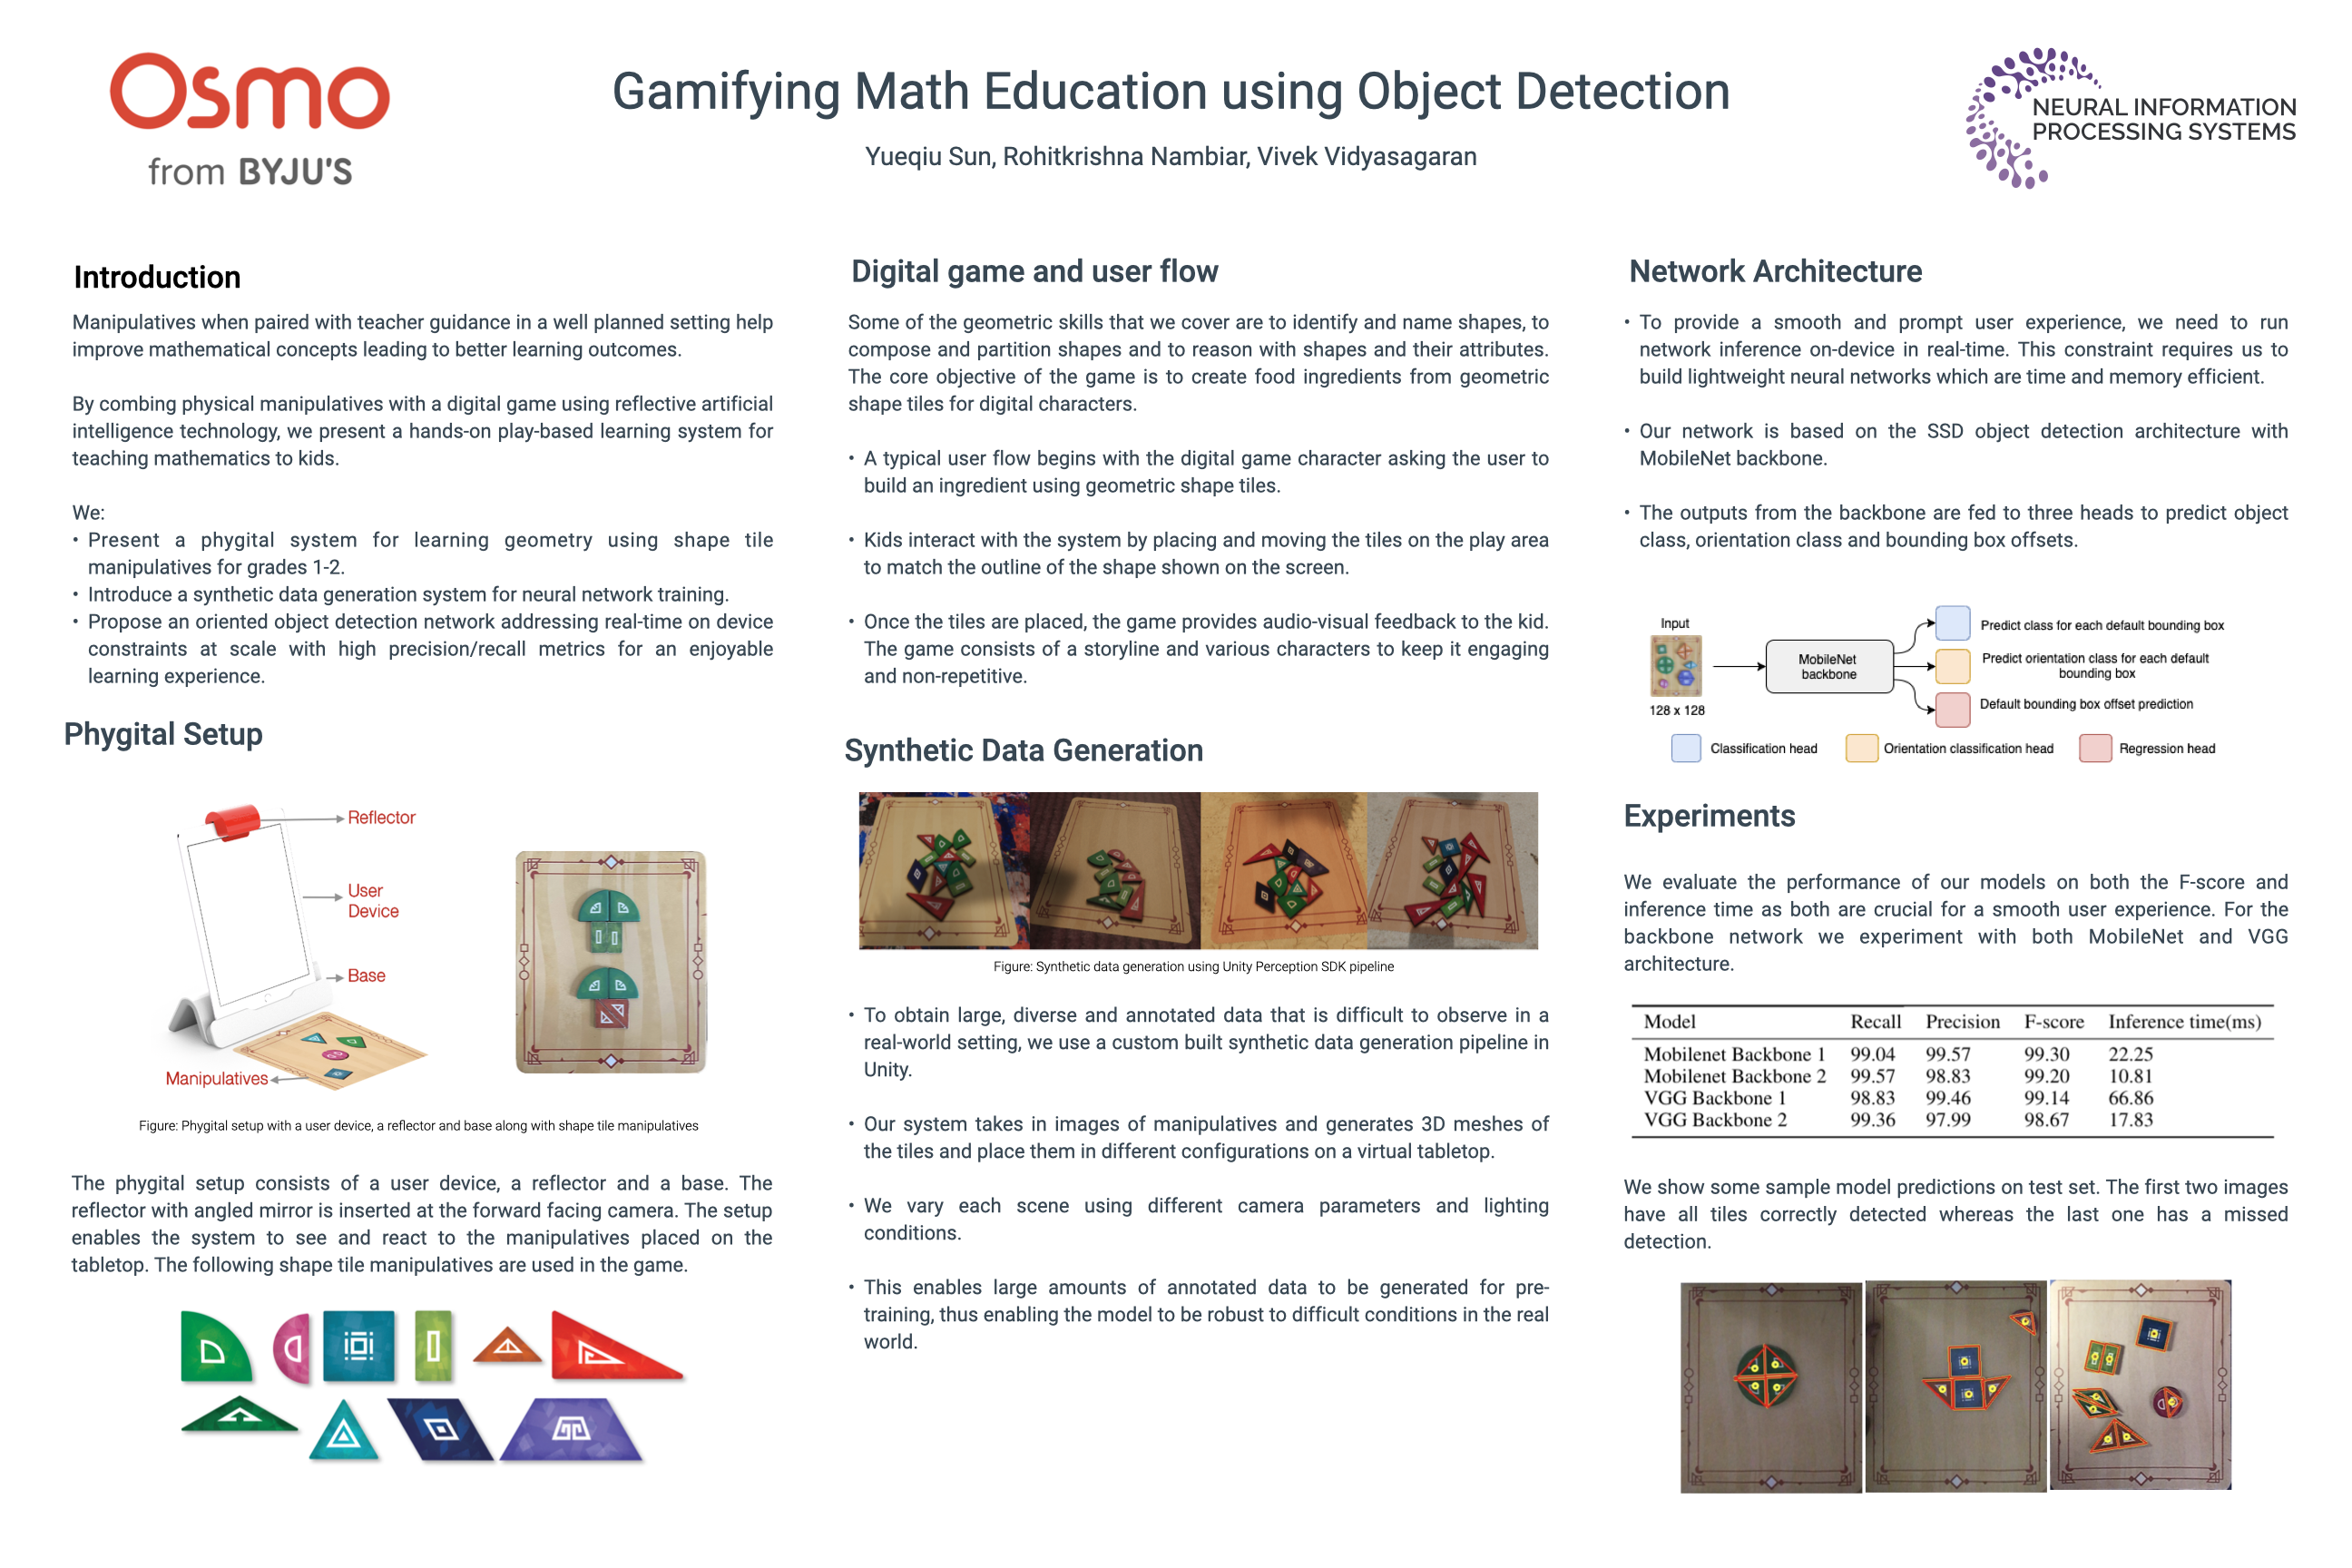 Osmo
from BYJU'S
Gamifying Math Education using Object Detection
Yueqiu Sun, Rohitkrishna Nambiar, Vivek Vidyasagaran
NEURAL INFORMATION
PROCESSING SYSTEMS
Introduction
Manipulatives when paired with teacher guidance in a well planned setting help
improve mathematical concepts leading to better learning outcomes.
By combing physical manipulatives with a digital game using reflective artificial
intelligence technology, we present a hands-on play-based learning system for
teaching mathematics to kids.
We:
• Present a phygital system for learning geometry using shape tile
manipulatives for grades 1-2.
• Introduce a synthetic data generation system for neural network training.
• Propose an oriented object detection network addressing real-time on device
constraints at scale with high precision/recall metrics for an enjoyable
learning experience.
Phygital Setup
Reflector
User
Device
Base
Manipulatives
Figure: Phygital setup with a user device, a reflector and base along with shape tile manipulatives
The phygital setup consists of a user device, a reflector and a base. The
reflector with angled mirror is inserted at the forward facing camera. The setup
enables the system to see and react to the manipulatives placed on the
tabletop. The following shape tile manipulatives are used in the game.
Digital game and user flow
Some of the geometric skills that we cover are to identify and name shapes, to
compose and partition shapes and to reason with shapes and their attributes.
The core objective of the game is to create food ingredients from geometric
shape tiles for digital characters.
• A typical user flow begins with the digital game character asking the user to
build an ingredient using geometric shape tiles.
• Kids interact with the system by placing and moving the tiles on the play area
to match the outline of the shape shown on the screen.
• Once the tiles are placed, the game provides audio-visual feedback to the kid.
The game consists of a storyline and various characters to keep it engaging
and non-repetitive.
Synthetic Data Generation
Figure: Synthetic data generation using Unity Perception SDK pipeline
• To obtain large, diverse and annotated data that is difficult to observe in a
real-world setting, we use a custom built synthetic data generation pipeline in
Unity.
• Our system takes in images of manipulatives and generates 3D meshes of
the tiles and place them in different configurations on a virtual tabletop.
• We vary each scene using different camera parameters and lighting
conditions.
• This enables large amounts of annotated data to be generated for pre-
training, thus enabling the model to be robust to difficult conditions in the real
world.
Network Architecture
• To provide a smooth and prompt user experience, we need to run
network inference on-device in real-time. This constraint requires us to
build lightweight neural networks which are time and memory efficient.
• Our network is based on the SSD object detection architecture with
MobileNet backbone.
• The outputs from the backbone are fed to three heads to predict object
class, orientation class and bounding box offsets.
Input
128 x 128
MobileNet
backbone
Predict class for each default bounding box
Predict orientation class for each default
bounding box
Default bounding box offset prediction
Classification head Orientation classification head Regression head
Experiments
We evaluate the performance of our models on both the F-score and
inference time as both are crucial for a smooth user experience. For the
backbone network we experiment with both MobileNet and VGG
architecture.
Model Recall Precision F-score Inference time(ms)
Mobilenet Backbone 1 99.04 99.57 99.30 22.25
Mobilenet Backbone 2 99.57 98.83 99.20 10.81
VGG Backbone 1 98.83 99.46 99.14 66.86
VGG Backbone 2 99.36 97.99 98.67 17.83
We show some sample model predictions on test set. The first two images
have all tiles correctly detected whereas the last one has a missed
detection.